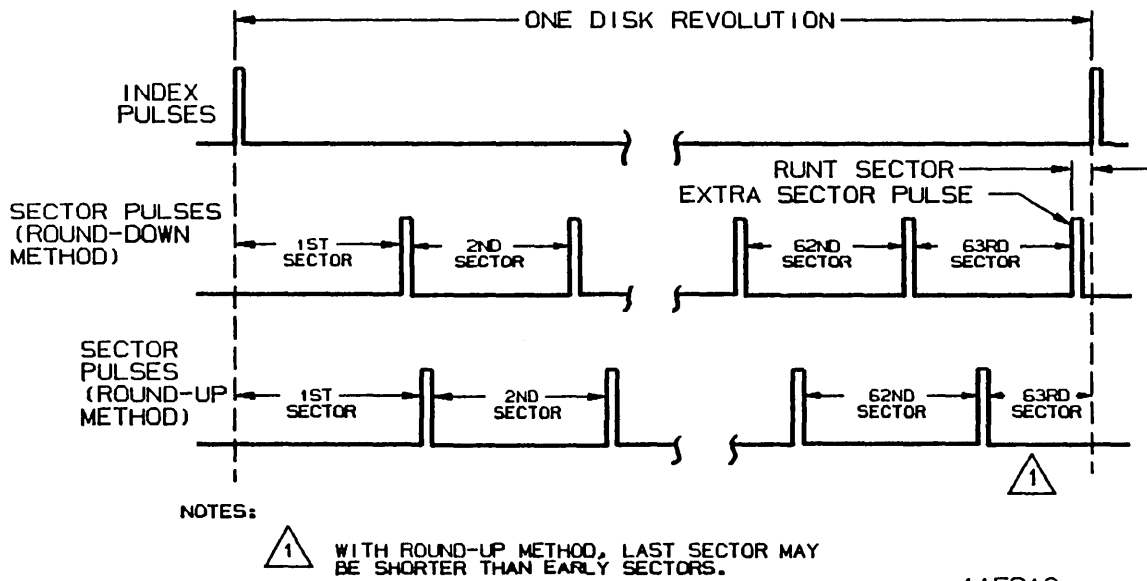 ONE DISK REVOLUTION
INDEX
PULSES
RUNT SECTOR
EXTRA SECTOR PULSE
SECTOR PULSES
(ROUND-DOWN
METHOD)
1ST
SECTOR
2ND
SECTOR
62ND
SECTOR
63RD
SECTOR
SECTOR
PULSES
(ROUND-UP
METHOD)
1ST
SECTOR
2ND
SECTOR
62ND
SECTOR
63RD
SECTOR
1
NOTES:
1 WITH ROUND-UP METHOD, LAST SECTOR MAY
BE SHORTER THAN EARLY SECTORS.